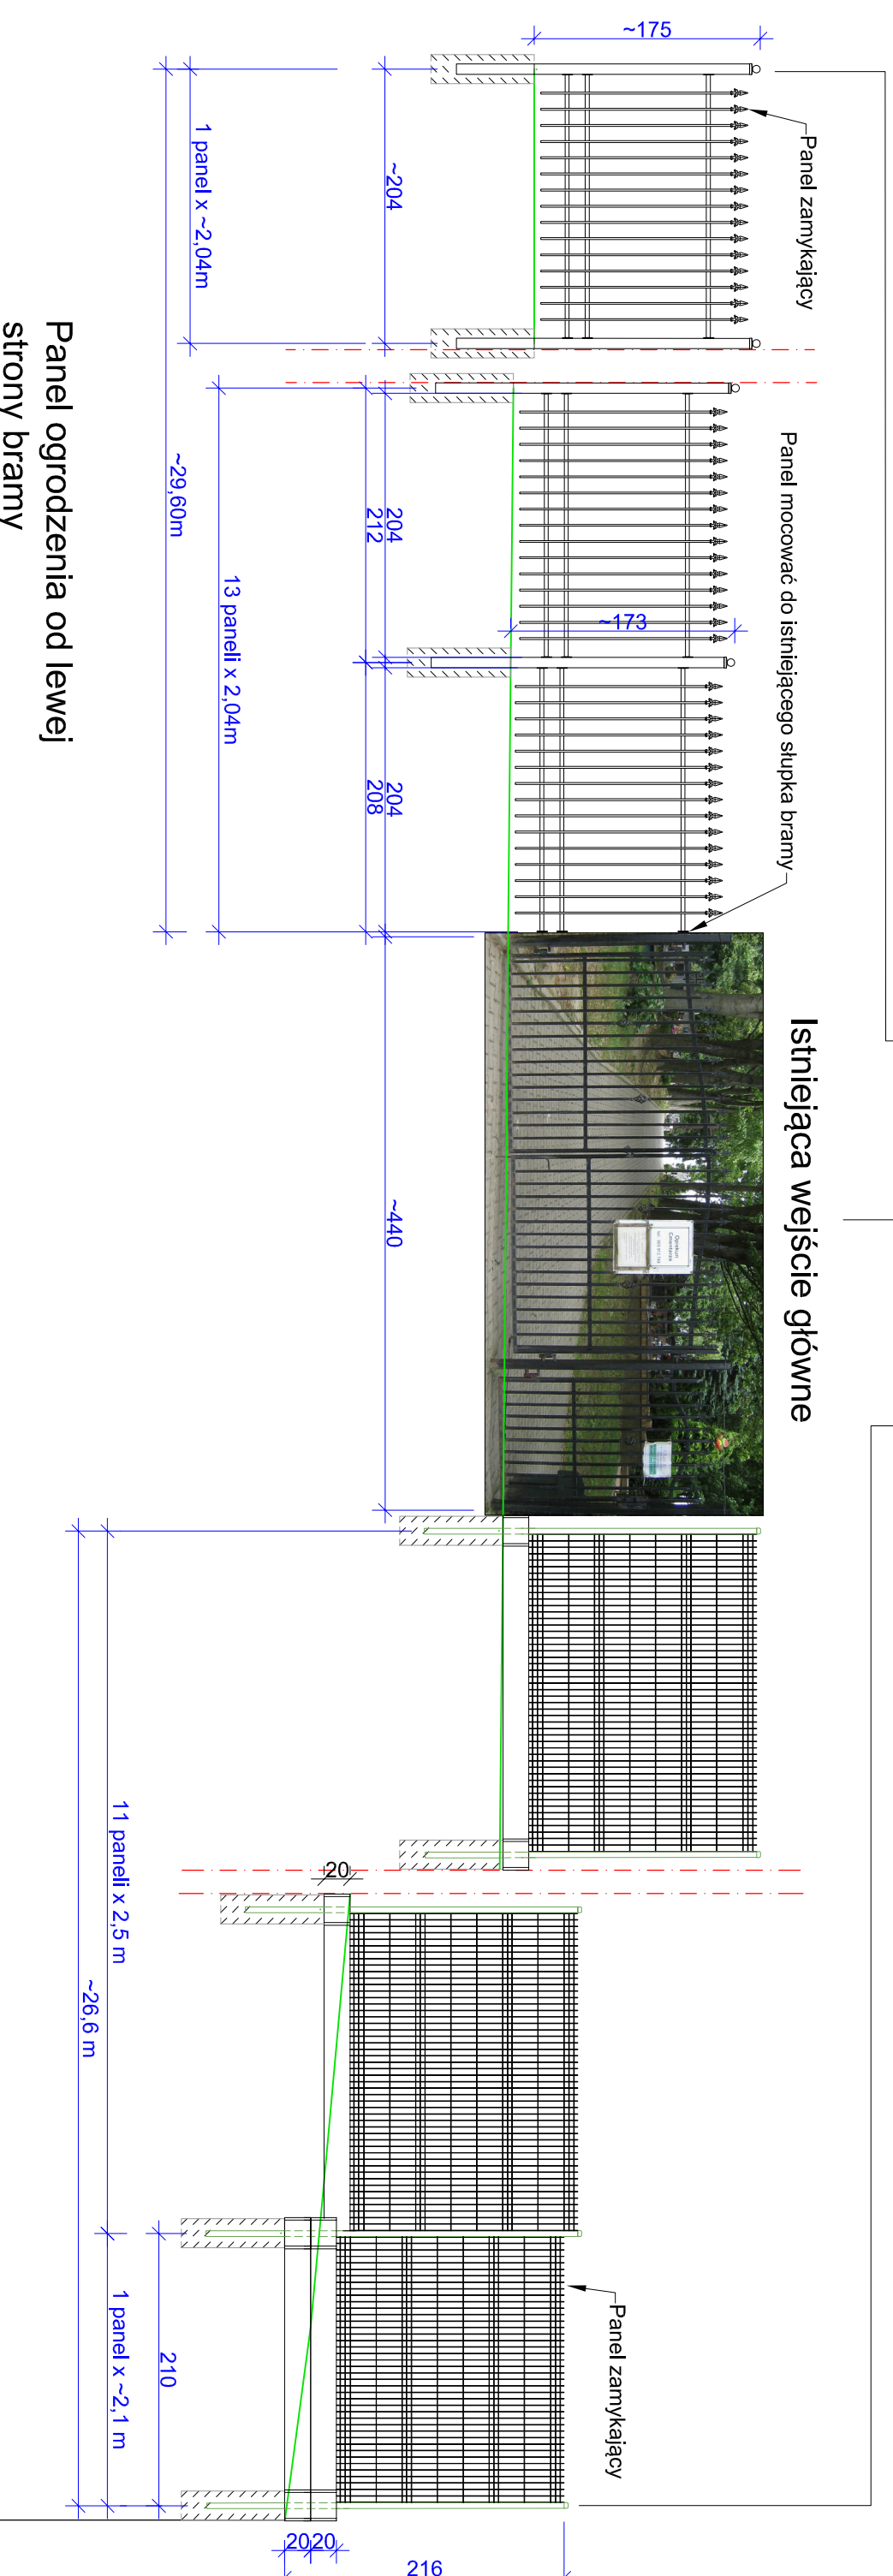 ~175
Panel zamykający
~204
1 panel x ~2,04m
Panel mocować do istniejącego słupka bramy
~173
204
212
204
208
13 paneli x 2,04m
~29,60m
Panel ogrodzenia od lewej
strony bramy
Istniejąca wejście główne
Opiekun
Cmentarza
~440
20
11 paneli x 2,5 m
~26,6 m
Panel zamykający
210
1 panel x ~2,1 m
20
20
216